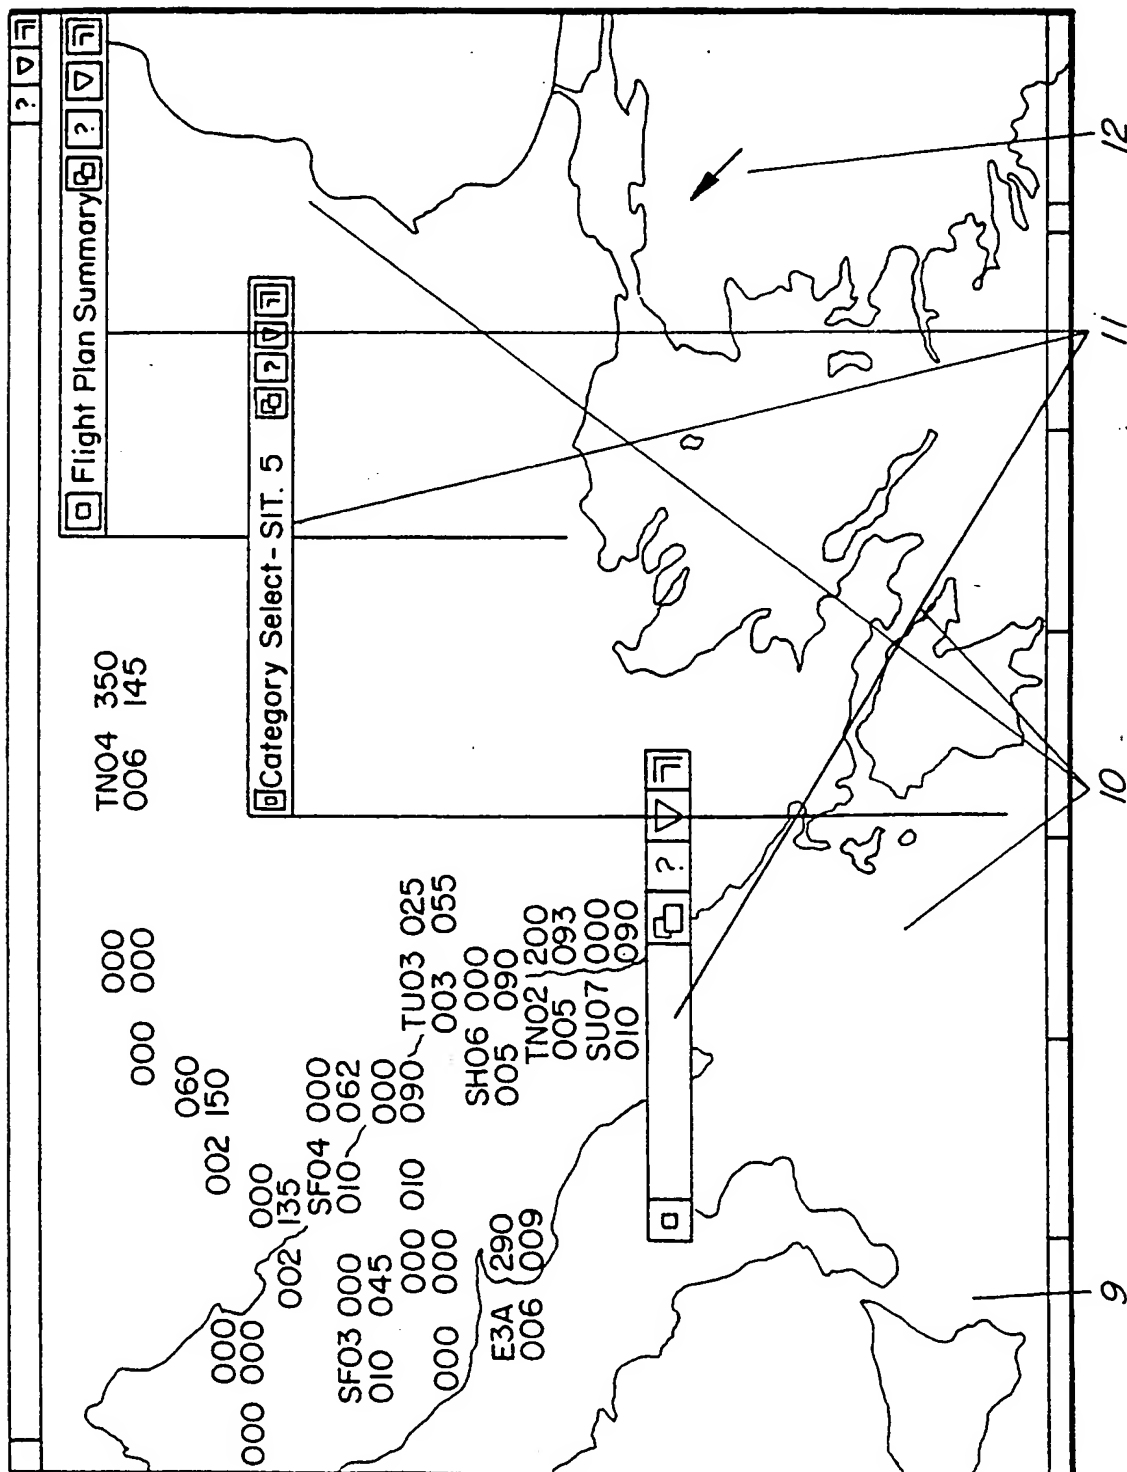 ? ▽
Flight Plan Summary ? ▽
Category Select-SIT. 5 ? ▽
? ▽
TN04 350
006 145
000
000 000
060
002 150
000
002 135
000
000 000
SF04 000
010 062
SF03 000
010 045
000
010 090
000
000 000
TU03 025
003 055
SH06 000
005 090
TN02 200
005 093
SU07 000
010 090
E3A 290
006 009
9
10
11
12